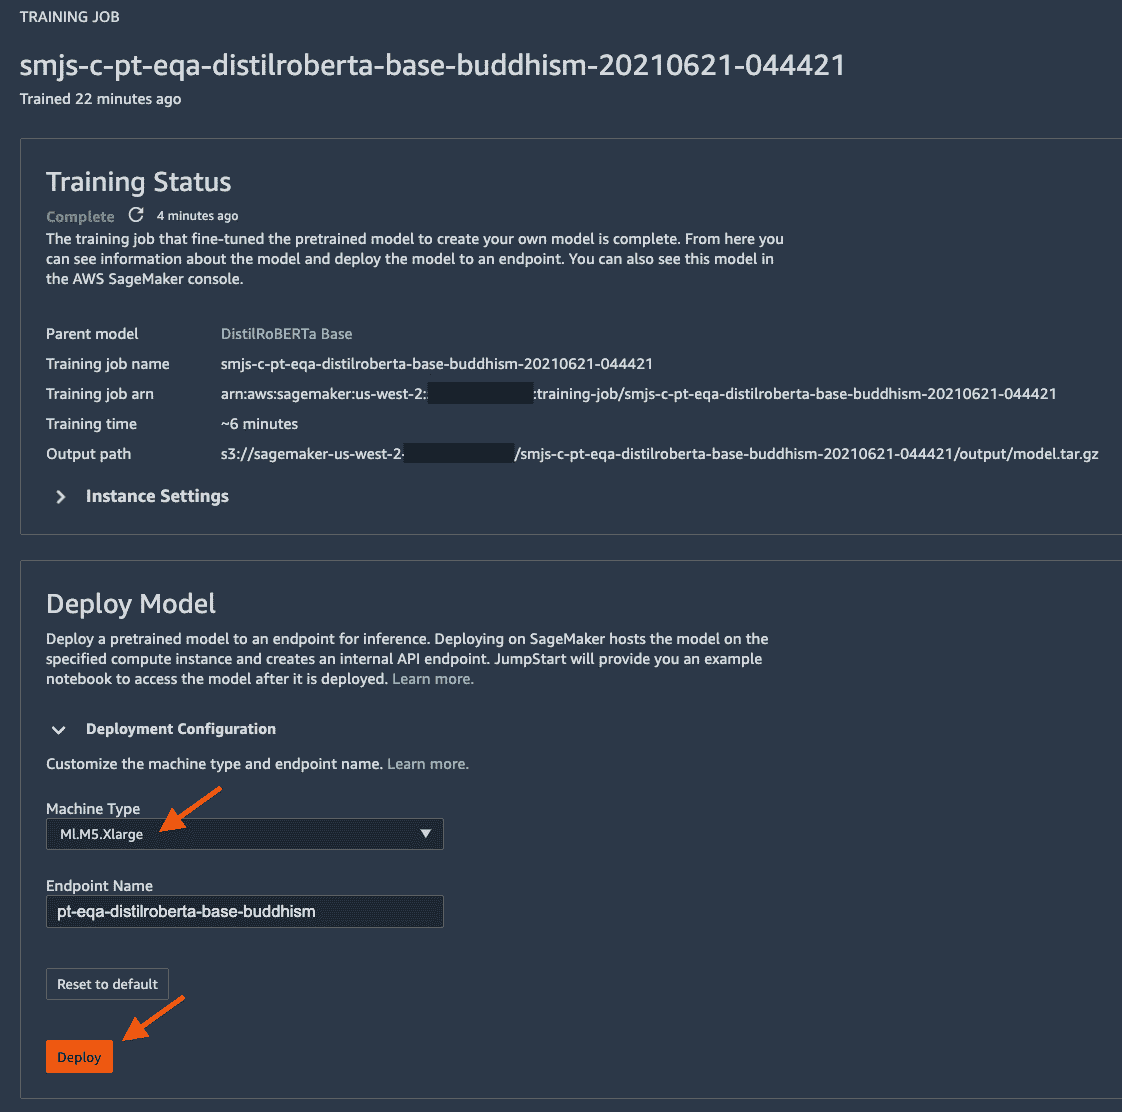 TRAINING JOB
smjs-c-pt-eqa-distilroberta-base-buddhism-20210621-044421
Trained 22 minutes ago
Training Status
Complete 4 minutes ago
The training job that fine-tuned the pretrained model to create your own model is complete. From here you
can see information about the model and deploy the model to an endpoint. You can also see this model in
the AWS SageMaker console.
Parent model DistilRoBERTa Base
Training job name smjs-c-pt-eqa-distilroberta-base-buddhism-20210621-044421
Training job arn arn:aws:sagemaker:us-west-2: :training-job/smjs-c-pt-eqa-distilroberta-base-buddhism-20210621-044421
Training time ~6 minutes
Output path s3://sagemaker-us-west-2- /smjs-c-pt-eqa-distilroberta-base-buddhism-20210621-044421/output/model.tar.gz
Instance Settings
Deploy Model
Deploy a pretrained model to an endpoint for inference. Deploying on SageMaker hosts the model on the
specified compute instance and creates an internal API endpoint. JumpStart will provide you an example
notebook to access the model after it is deployed. Learn more.
Deployment Configuration
Customize the machine type and endpoint name. Learn more.
Machine Type
Ml.M5.Xlarge
Endpoint Name
pt-eqa-distilroberta-base-buddhism
Reset to default
Deploy